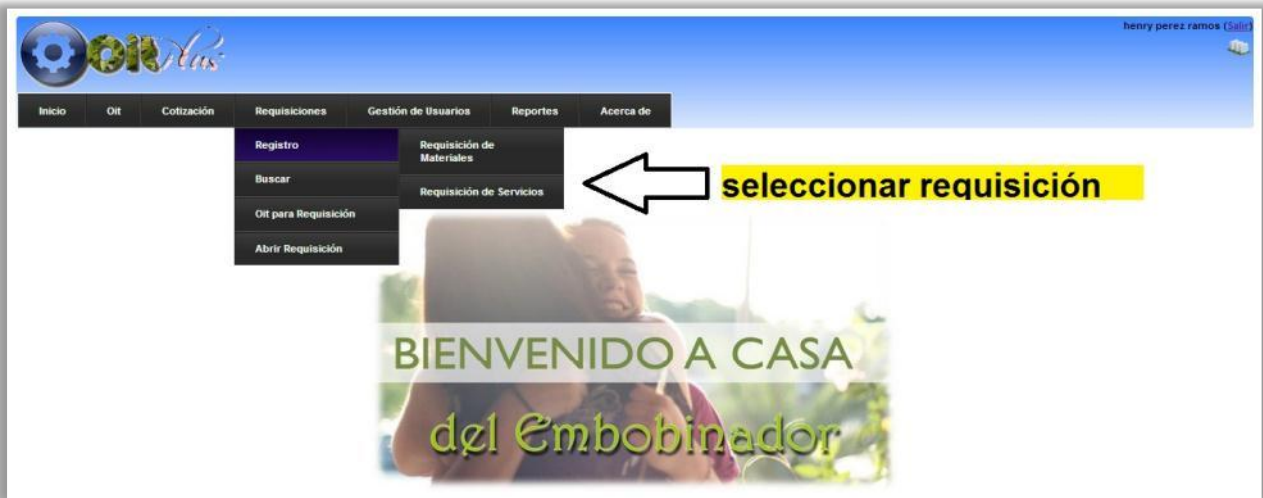 henry perez ramos (Salir)
Oit Plus
Inicio Oit Cotización Requisiciones Gestión de Usuarios Reportes Acerca de
Registro
Requisición de
Materiales
Buscar
Requisición de Servicios
Oit para Requisición
Abrir Requisición
seleccionar requisición
BIENVENIDO A CASA
del Embobinador